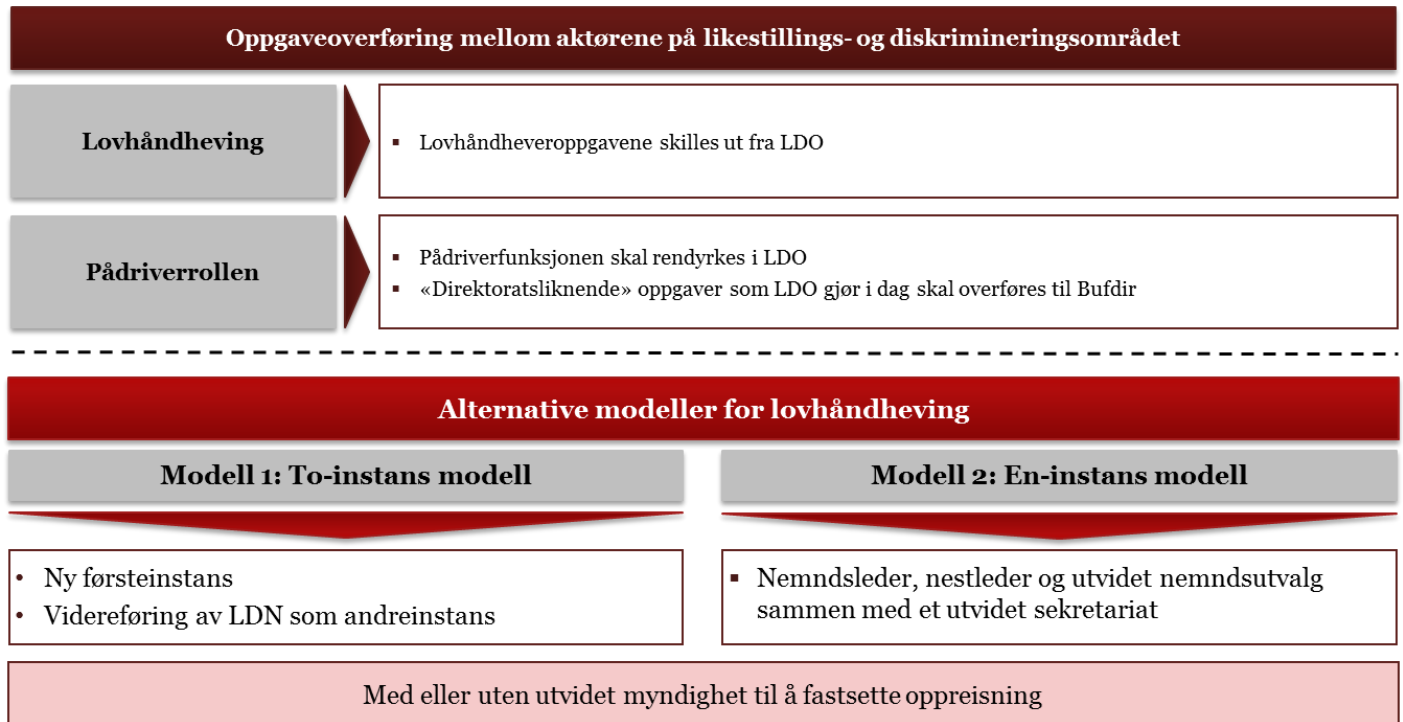 Oppgaveoverføring mellom aktørene på likestillings- og diskrimineringsområdet
Lovhåndheving
▪ Lovhåndheveroppgavene skilles ut fra LDO
Pådriverrollen
▪ Pådriverfunksjonen skal rendyrkes i LDO
▪ «Direktoratsliknende» oppgaver som LDO gjør i dag skal overføres til Bufdir
Alternative modeller for lovhåndheving
Modell 1: To-instans modell
• Ny førsteinstans
• Videreføring av LDN som andreinstans
Modell 2: En-instans modell
▪ Nemndsleder, nestleder og utvidet nemndsutvalg
sammen med et utvidet sekretariat
Med eller uten utvidet myndighet til å fastsette oppreisning